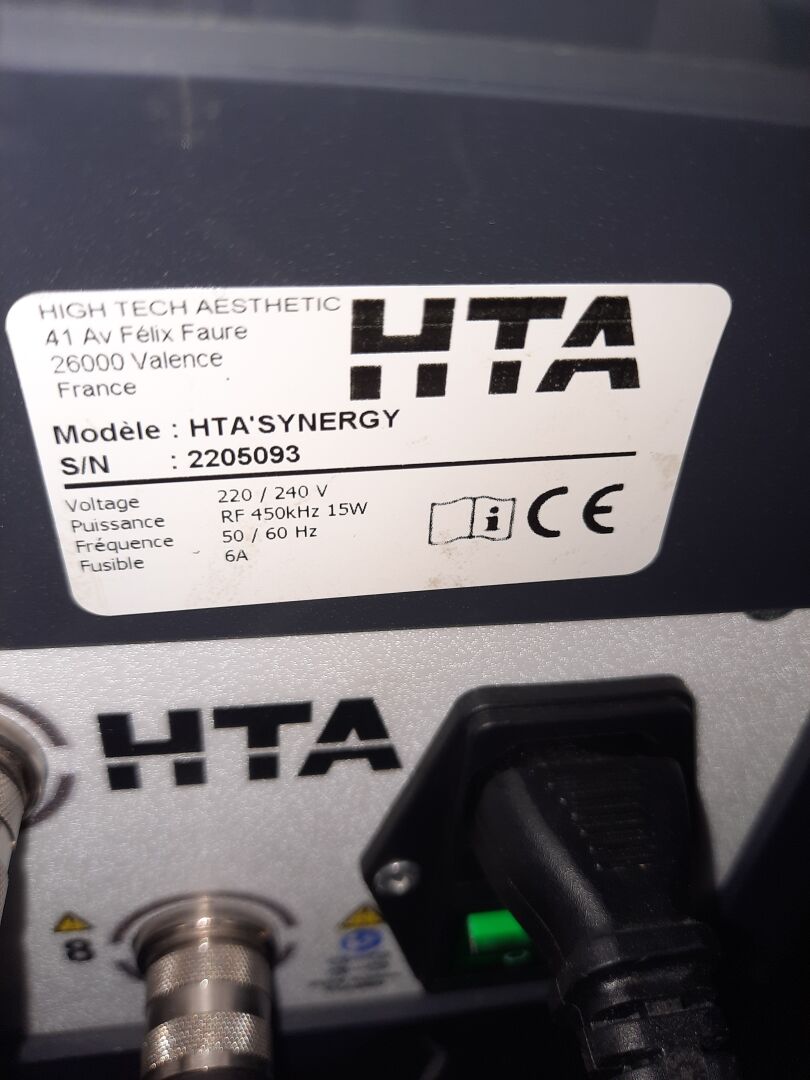 HIGH TECH AESTHETIC
HTA
41 Av Félix Faure
26000 Valence
France
Modèle : HTA'SYNERGY
S/N : 2205093
Voltage 220 / 240 V
Puissance RF 450kHz 15W
Fréquence 50 / 60 Hz
Fusible 6A
i CE
HTA
8